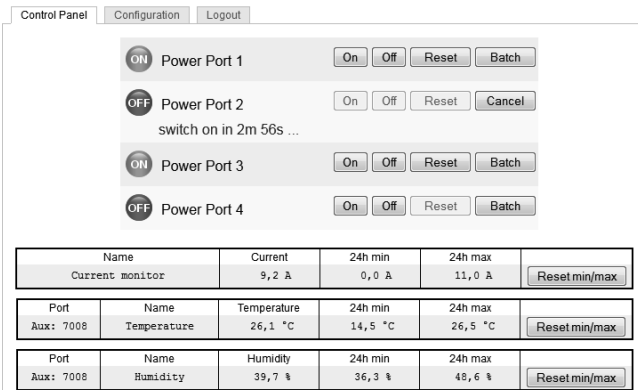 Control Panel Configuration Logout
ON Power Port 1 On Off Reset Batch
OFF Power Port 2 On Off Reset Cancel
switch on in 2m 56s ...
ON Power Port 3 On Off Reset Batch
OFF Power Port 4 On Off Reset Batch
Name Current 24h min 24h max
Current monitor 9,2 A 0,0 A 11,0 A Reset min/max
Port Name Temperature 24h min 24h max
Aux: 7008 Temperature 26,1 °C 14,5 °C 26,5 °C Reset min/max
Port Name Humidity 24h min 24h max
Aux: 7008 Humidity 39,7 % 36,3 % 48,6 % Reset min/max